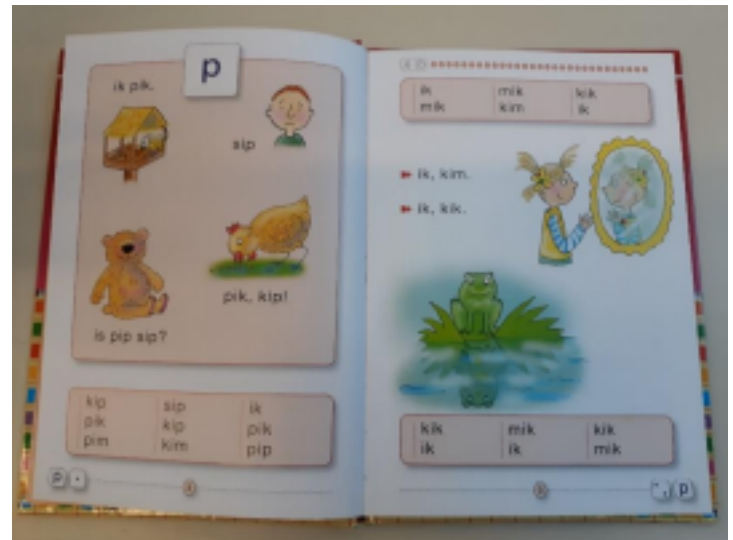 p
ik pik.
sip
pik, kip!
is pip sip?
kip sip ik
pik kip pik
pim kim pip
p
ik mik kik
mik kim ik
ik, kim.
ik, kik.
kik mik kik
ik ik mik
p